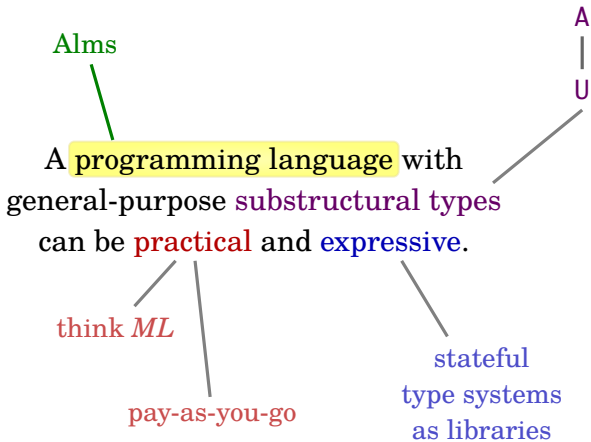 A
Alms
U
A programming language with
general-purpose substructural types
can be practical and expressive.
think ML
stateful
type systems
pay-as-you-go
as libraries